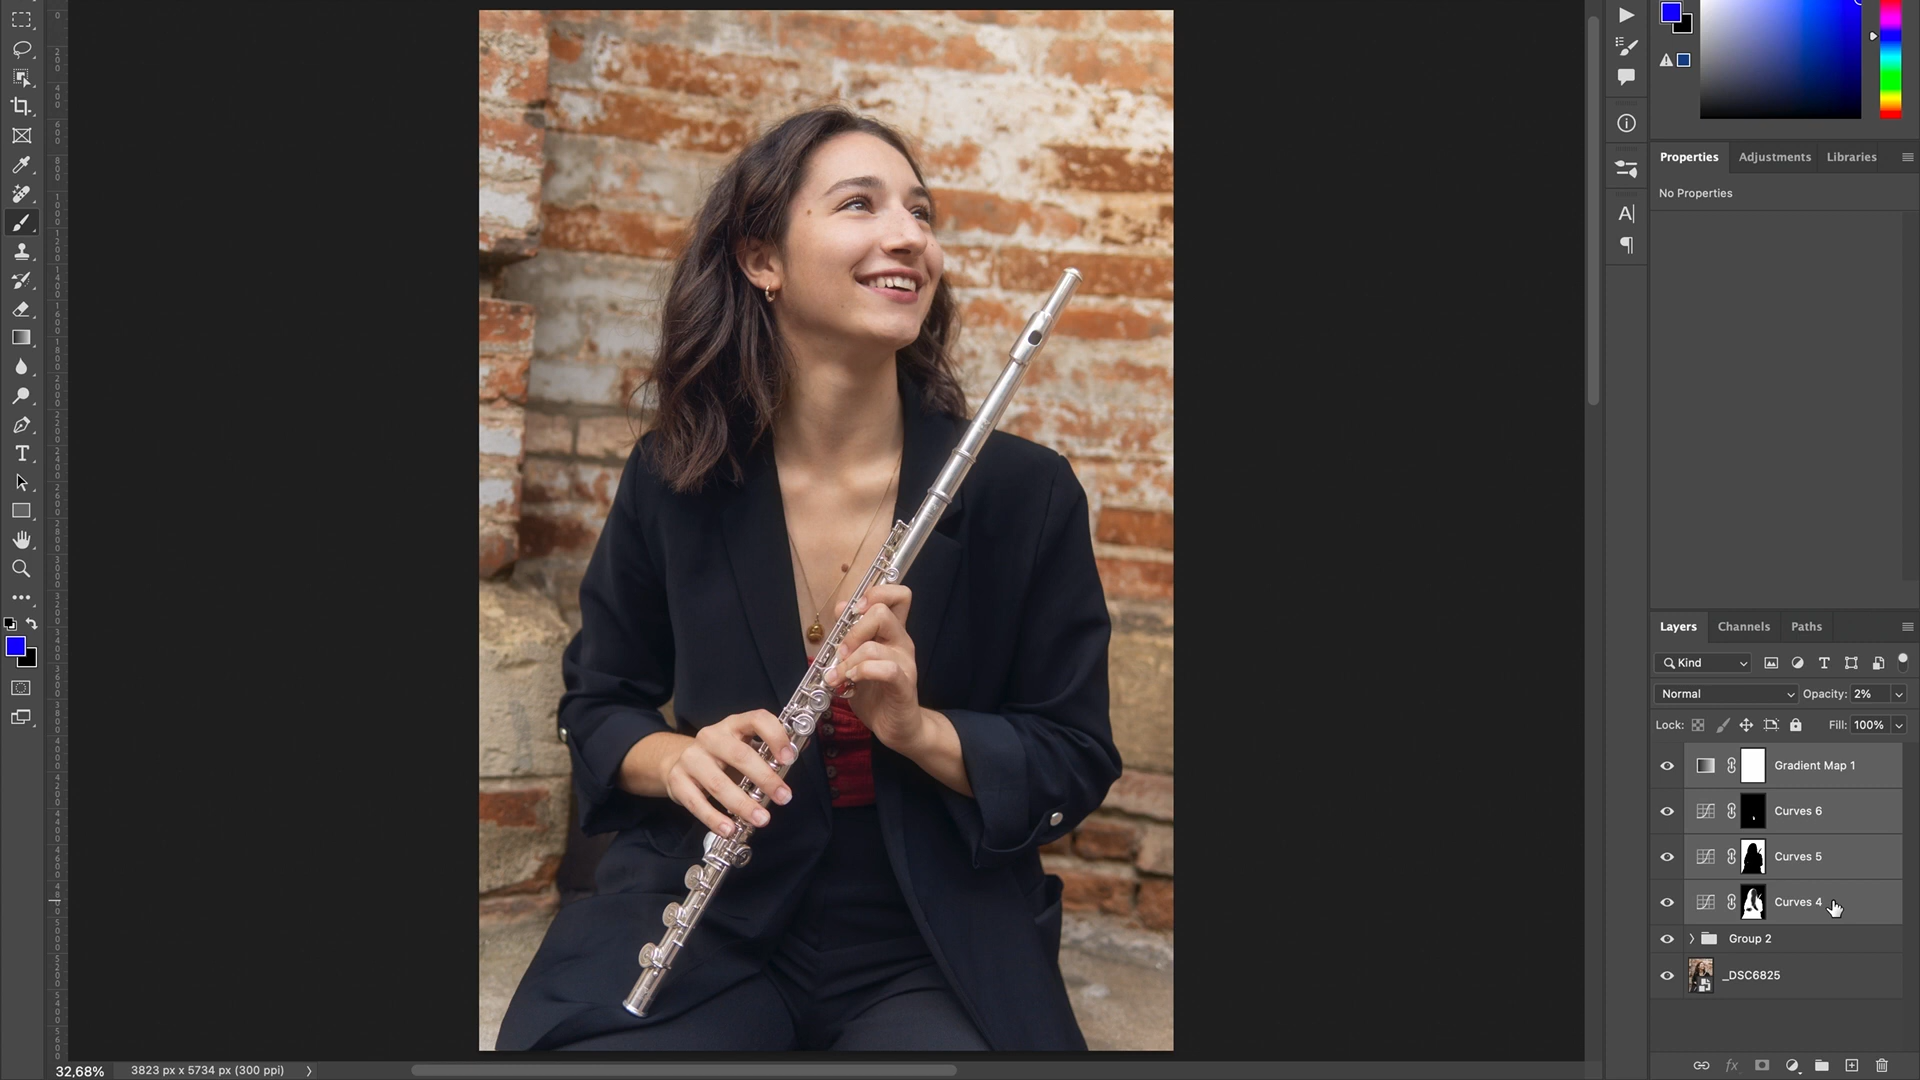 Properties
Adjustments
Libraries
No Properties
Layers
Channels
Paths
Kind
Normal
Opacity: 2%
Lock:
Fill: 100%
Gradient Map 1
Curves 6
Curves 5
Curves 4
Group 2
_DSC6825
32,68%
3823 px x 5734 px (300 ppi)